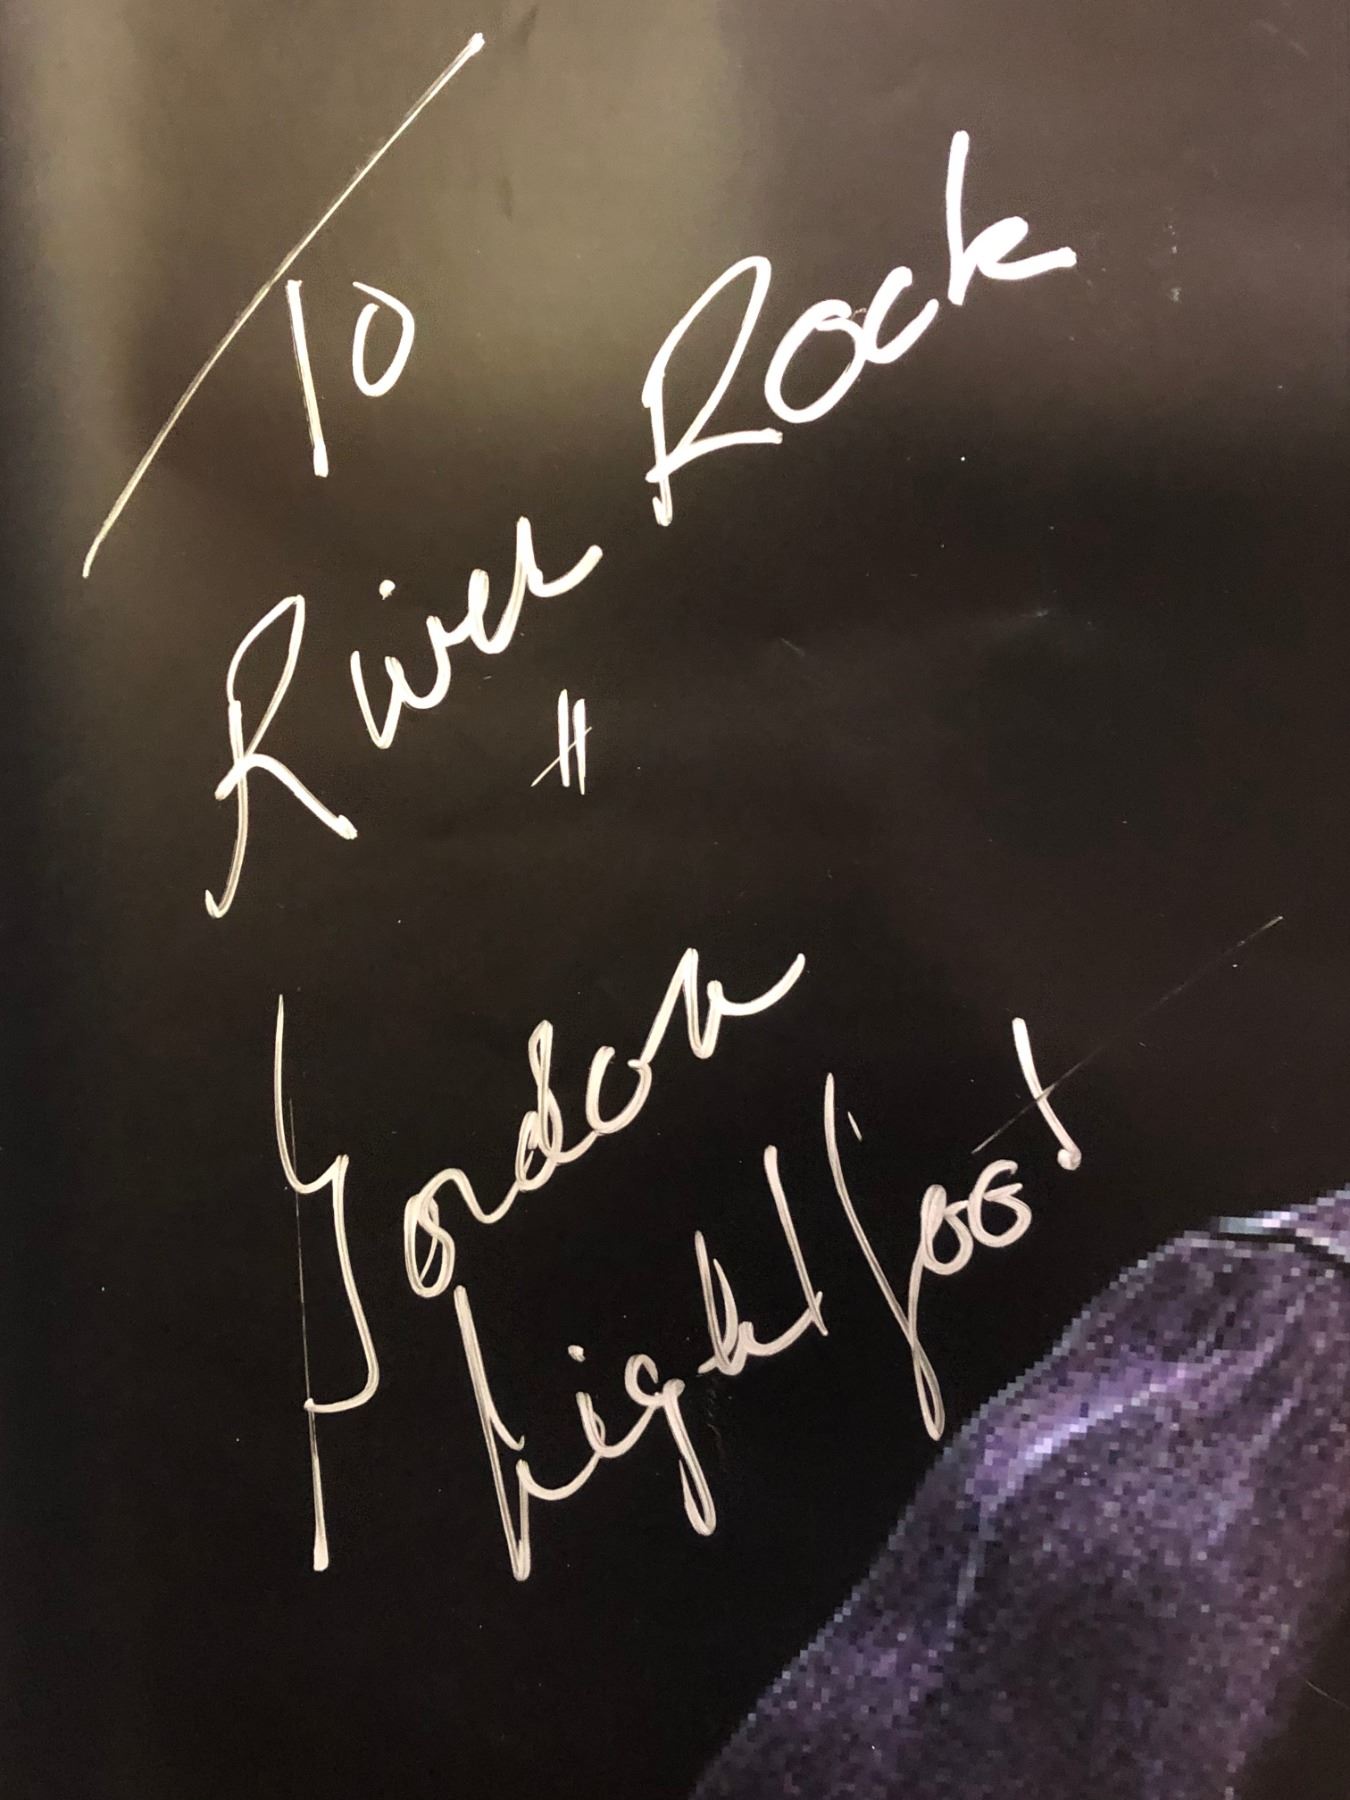 To
River Rock
"
Gordon
Lightfoot